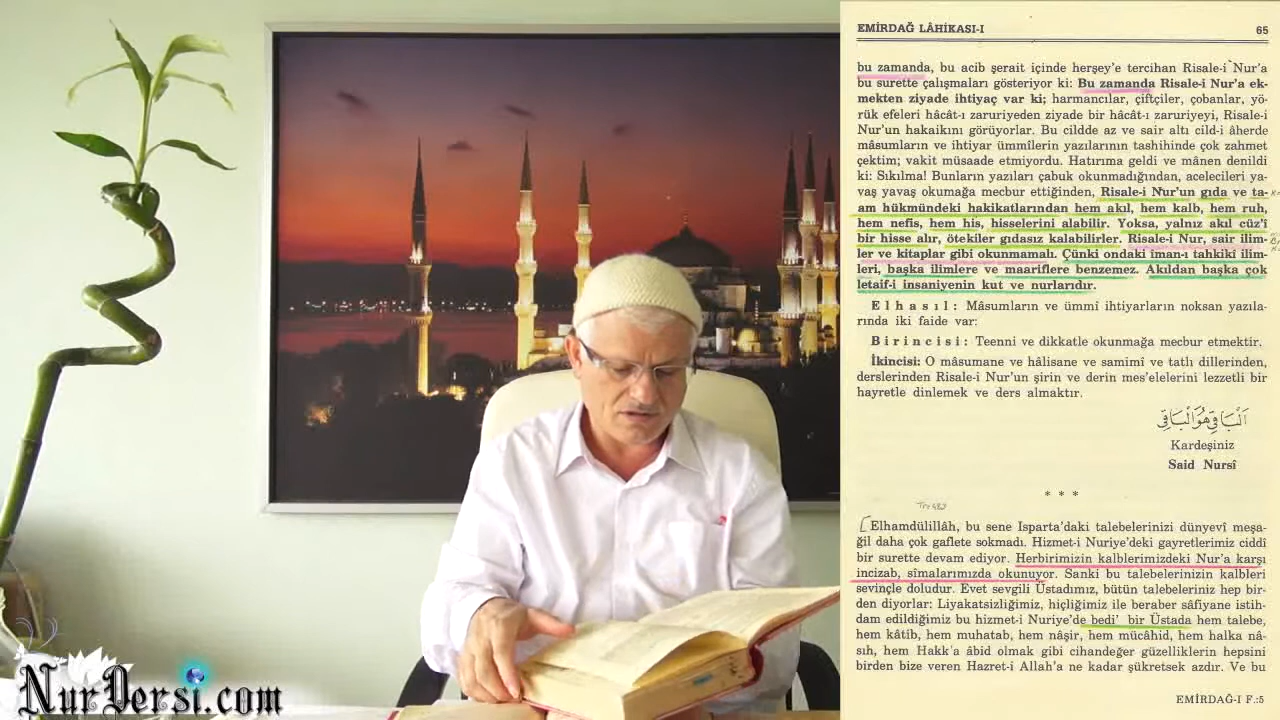 EMİRDAĞ LÂHİKASI-I 65
bu zamanda, bu acib şerait içinde herşey'e tercihan Risale-i Nur'a
bu surette çalışmaları gösteriyor ki: Bu zamanda Risale-i Nur'a ek-
mekten ziyade ihtiyaç var ki; harmancılar, çiftçiler, çobanlar, yö-
rük efeleri hâcât-ı zaruriyeden ziyade bir hâcât-ı zaruriyeyi, Risale-i
Nur'un hakaikını görüyorlar. Bu cildde az ve sair altı cild-i âherde
mâsumların ve ihtiyar ümmîlerin yazılarının tashihinde çok zahmet
çektim; vakit müsaade etmiyordu. Hatırıma geldi ve mânen denildi
ki: Sıkılma! Bunların yazıları çabuk okunmadığından, acelecileri ya-
vaş yavaş okumağa mecbur ettiğinden, Risale-i Nur'un gıda ve ta-
am hükmündeki hakikatlarından hem akıl, hem kalb, hem ruh,
hem nefis, hem his, hisselerini alabilir. Yoksa, yalnız akıl cüz'î
bir hisse alır, ötekiler gıdasız kalabilirler. Risale-i Nur, sair ilim-
ler ve kitaplar gibi okunmamalı. Çünki ondaki iman-ı tahkikî ilim-
leri, başka ilimlere ve maariflere benzemez. Akıldan başka çok
letaif-i insaniyenin kut ve nurlarıdır.
Elhasıl: Mâsumların ve ümmî ihtiyarların noksan yazıla-
rında iki faide var:
Birincisi: Teenni ve dikkatle okunmağa mecbur etmektir.
İkincisi: O mâsumane ve hâlisane ve samimî ve tatlı dillerinden,
derslerinden Risale-i Nur'un şirin ve derin mes'elelerini lezzetli bir
hayretle dinlemek ve ders almaktır.
اَلْبَاقِى هُوَالْبَاقِى
Kardeşiniz
Said Nursî
* * *
Elhamdülillâh, bu sene Isparta'daki talebelerinizi dünyevî meşa-
ğil daha çok gaflete sokmadı. Hizmet-i Nuriye'deki gayretlerimiz ciddî
bir surette devam ediyor. Herbirimizin kalblerimizdeki Nur'a karşı
incizab, sîmalarımızda okunuyor. Sanki bu talebelerinizin kalbleri
sevinçle doludur. Evet sevgili Üstadımız, bütün talebeleriniz hep bir-
den diyorlar: Liyakatsizliğimiz, hiçliğimiz ile beraber sâfiyane istih-
dam edildiğimiz bu hizmet-i Nuriye'de bedi' bir Üstada hem talebe,
hem kâtib, hem muhatab, hem nâşir, hem mücâhid, hem halka nâ-
sıh, hem Hakk'a âbid olmak gibi cihandeğer güzelliklerin hepsini
birden bize veren Hazret-i Allah'a ne kadar şükretsek azdır. Ve bu
EMİRDAĞ-I F.:5
NurDersi.com